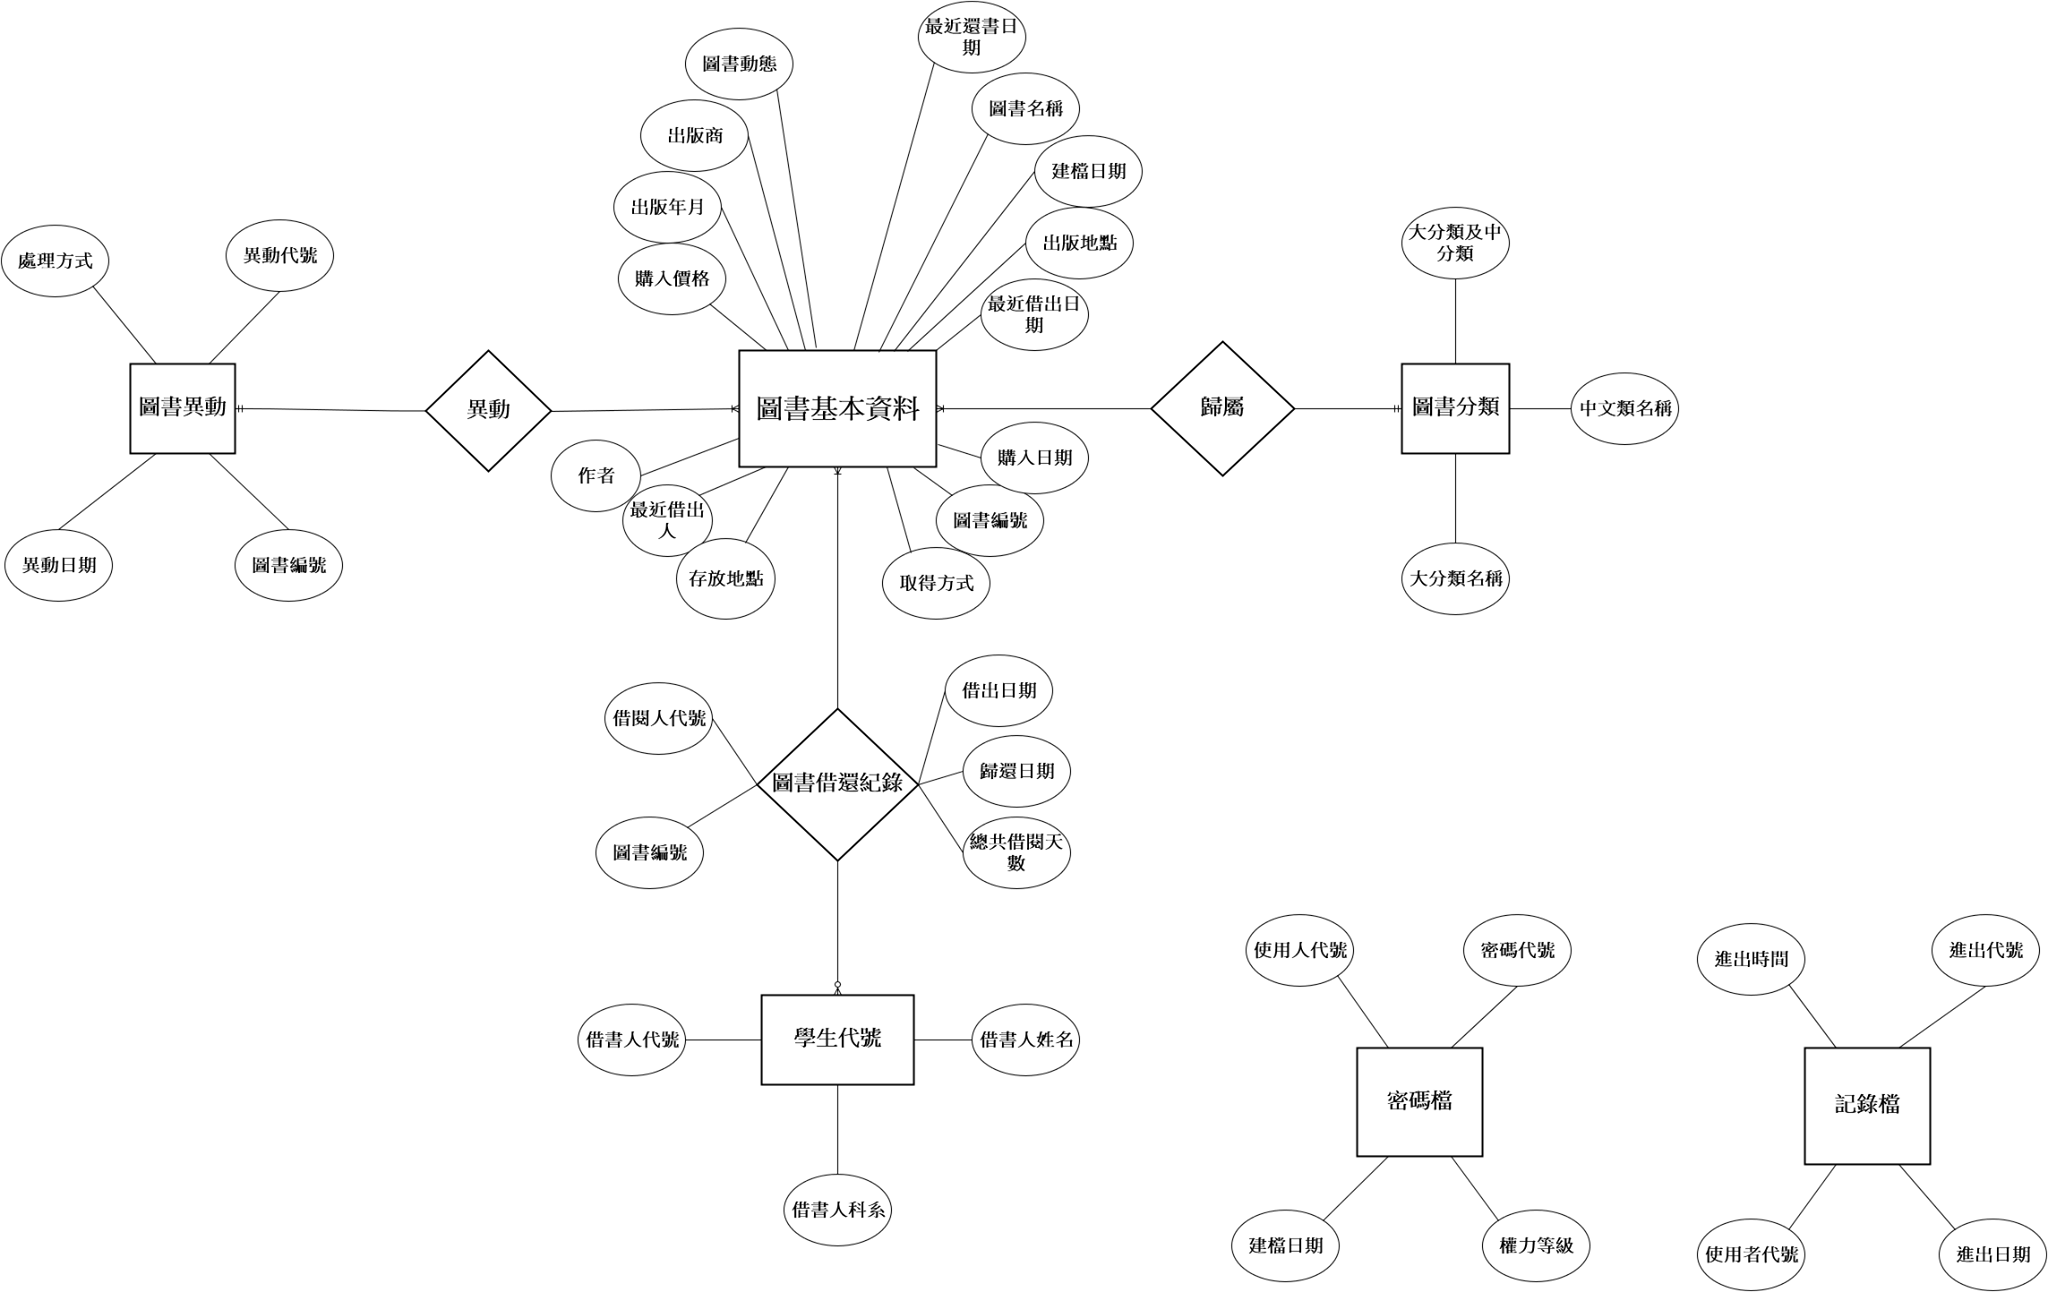 最近還書日
期
圖書動態
圖書名稱
出版商
建檔日期
出版年月
出版地點
購入價格
最近借出日
期
處理方式
異動代號
大分類及中
分類
圖書異動
異動
圖書基本資料
歸屬
圖書分類
中文類名稱
作者
購入日期
最近借出
人
圖書編號
存放地點
取得方式
異動日期
圖書編號
大分類名稱
借閱人代號
借出日期
圖書借還紀錄
歸還日期
圖書編號
總共借閱天
數
使用人代號
密碼代號
進出時間
進出代號
借書人代號
學生代號
借書人姓名
密碼檔
記錄檔
借書人科系
建檔日期
權力等級
使用者代號
進出日期